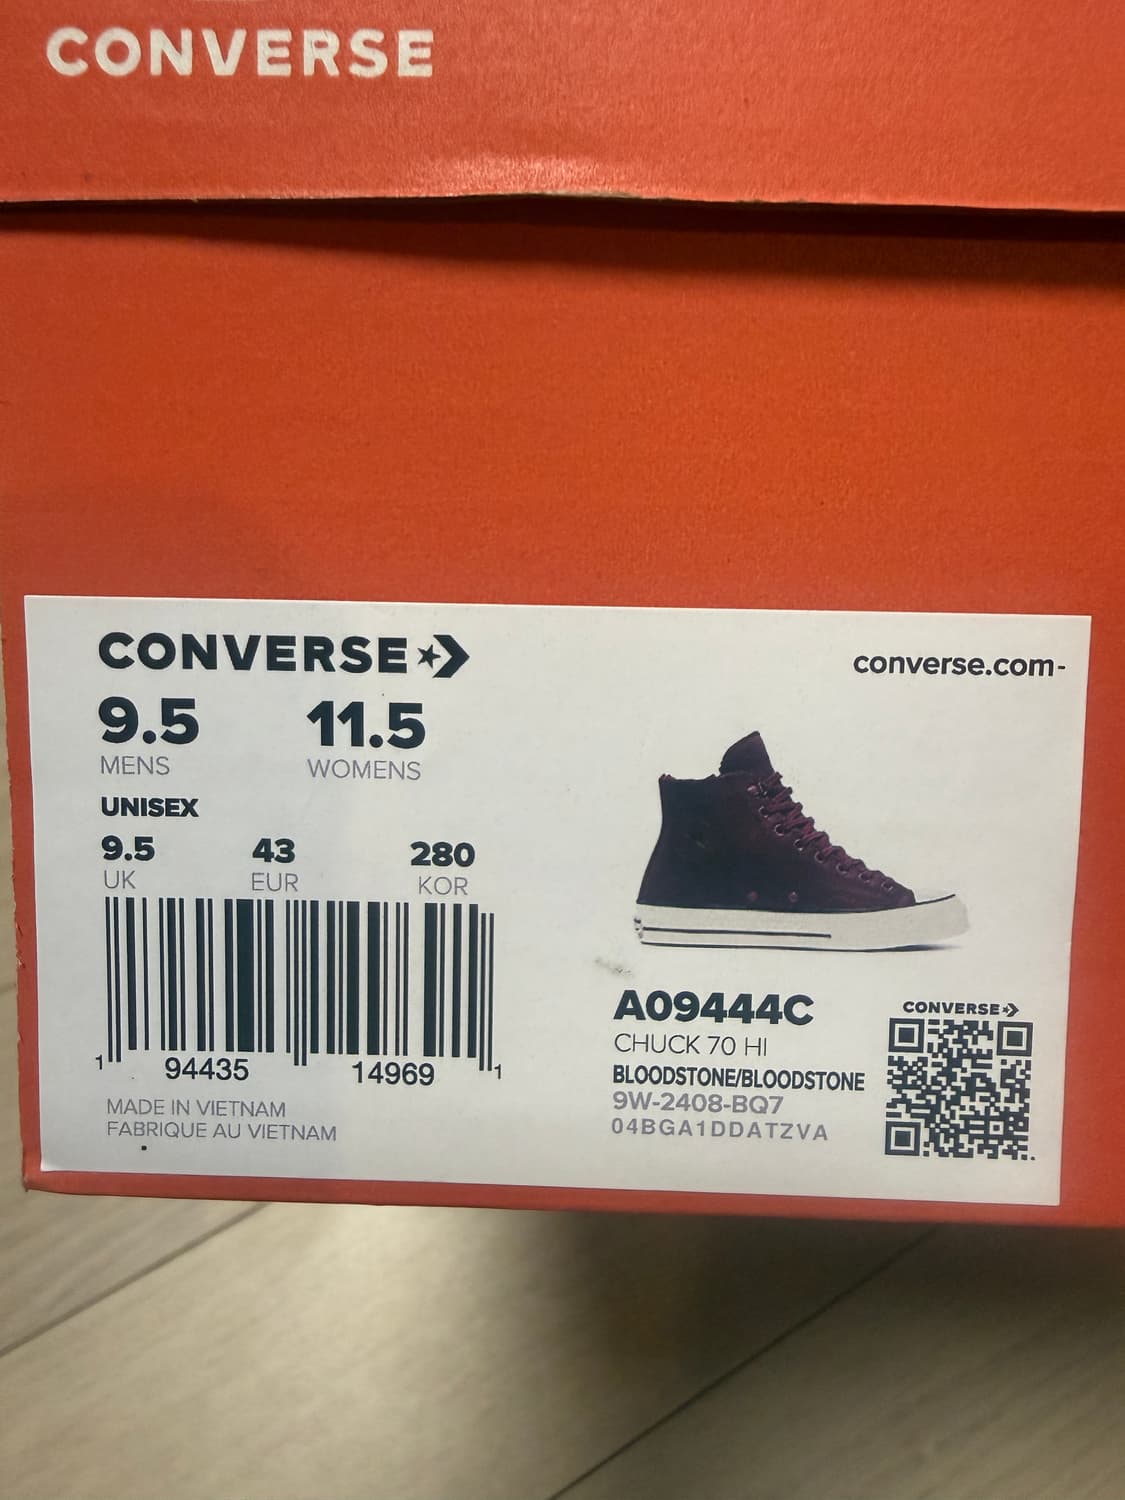 CONVERSE
CONVERSE
converse.com-
9.5 11.5
MENS WOMENS
UNISEX
9.5 43 280
UK EUR KOR
1 94435 14969 1
MADE IN VIETNAM
FABRIQUE AU VIETNAM
A09444C
CHUCK 70 HI
BLOODSTONE/BLOODSTONE
9W-2408-BQ7
04BGA1DDATZVA
CONVERSE